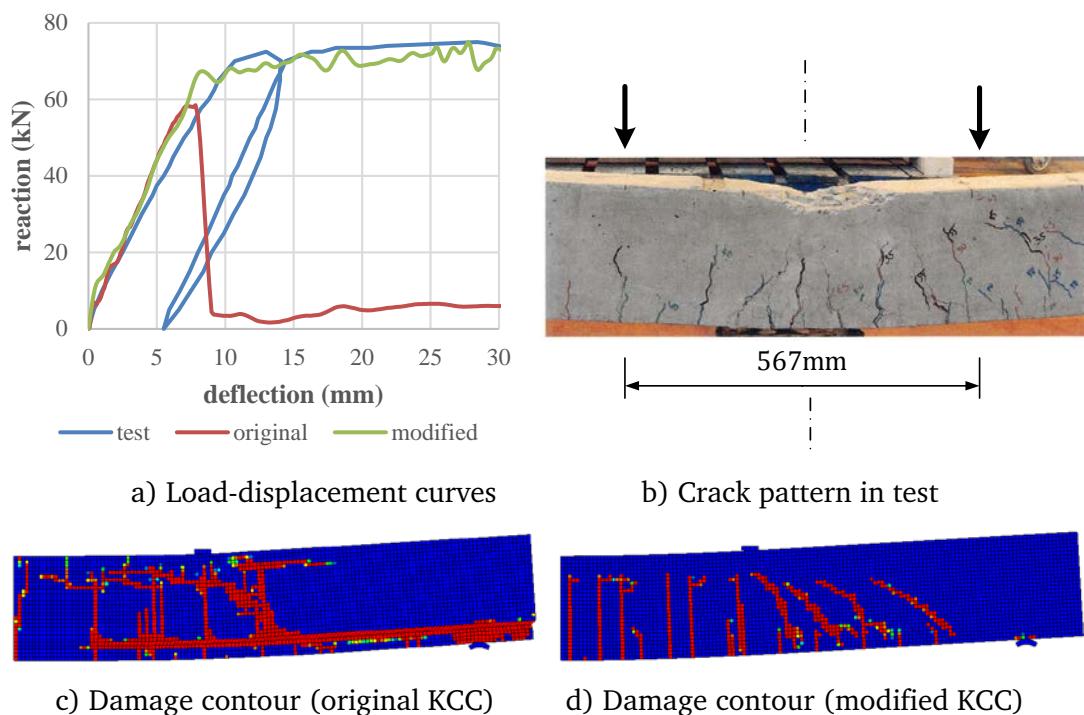 80
60
40
20
0
reaction (kN)
0 5 10 15 20 25 30
deflection (mm)
test original modified
a) Load-displacement curves
567mm
b) Crack pattern in test
c) Damage contour (original KCC)
d) Damage contour (modified KCC)